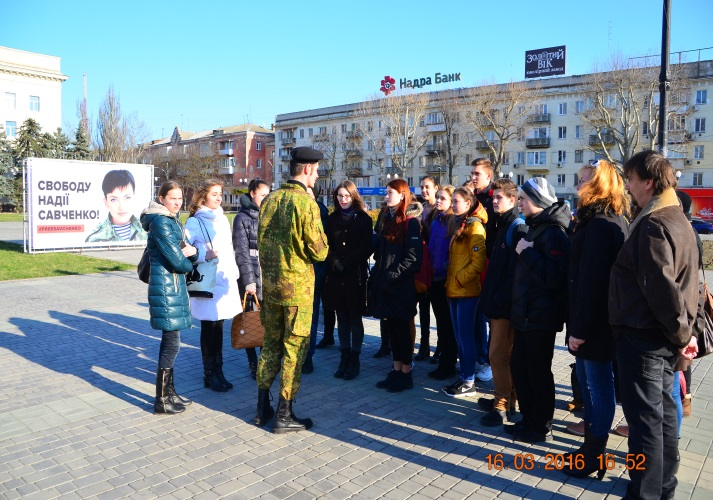 Надра Банк
ЗОЛОТИЙ
ВІК
СВОБОДУ
НАДІЇ
САВЧЕНКО!
#FREESAVCHENKO
16.03.2016 16:52